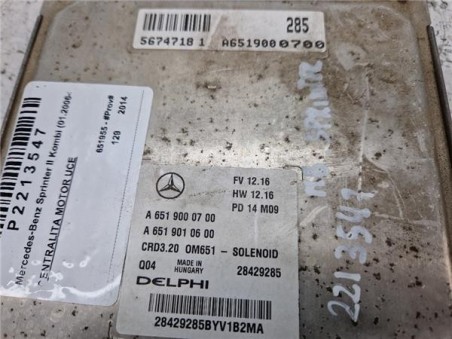 285
5674718 1 A6519000700
P2213547
Mercedes-Benz Sprinter II Kombi (01.2006-
ENTRALITA MOTOR UCE
651955 - #Prov#
129 2014
FV 12.16
HW 12.16
PD 14 M09
A 651 900 07 00
A 651 901 06 00
CRD3.20 OM651 - SOLENOID
Q04 MADE IN HUNGARY 28429285
DELPHI
28429285BYV1B2MA
2213547